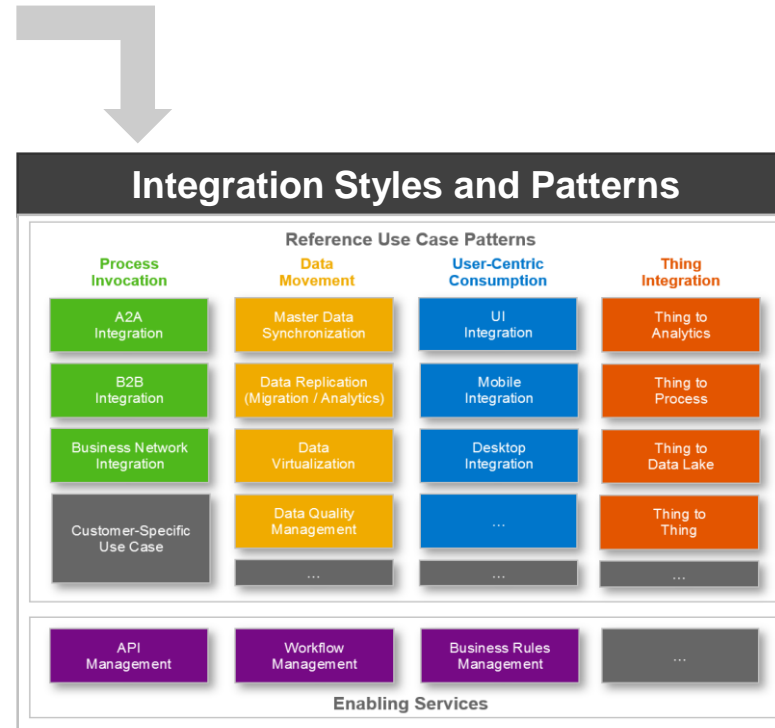 Integration Styles and Patterns
Reference Use Case Patterns
Process
Invocation
Data
Movement
User-Centric
Consumption
Thing
Integration
A2A
Integration
Master Data
Synchronization
UI
Integration
Thing to
Analytics
B2B
Integration
Data Replication
(Migration / Analytics)
Mobile
Integration
Thing to
Process
Business Network
Integration
Data
Virtualization
Desktop
Integration
Thing to
Data Lake
Customer-Specific
Use Case
Data Quality
Management
...
Thing to
Thing
...
...
...
API
Management
Workflow
Management
Business Rules
Management
...
Enabling Services